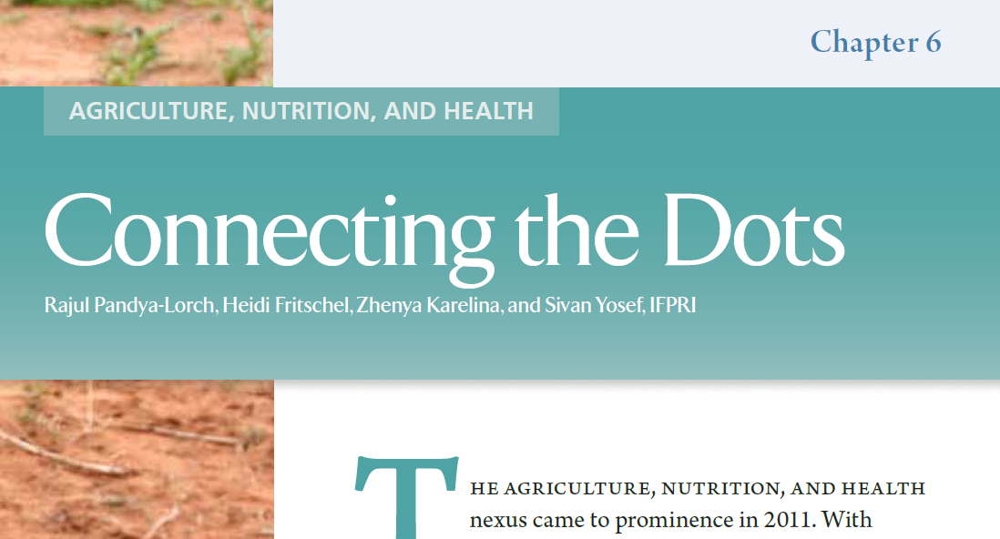 Chapter 6
AGRICULTURE, NUTRITION, AND HEALTH
Connecting the Dots
Rajul Pandya-Lorch, Heidi Fritschel, Zhenya Karelina, and Sivan Yosef, IFPRI
THE AGRICULTURE, NUTRITION, AND HEALTH
nexus came to prominence in 2011. With